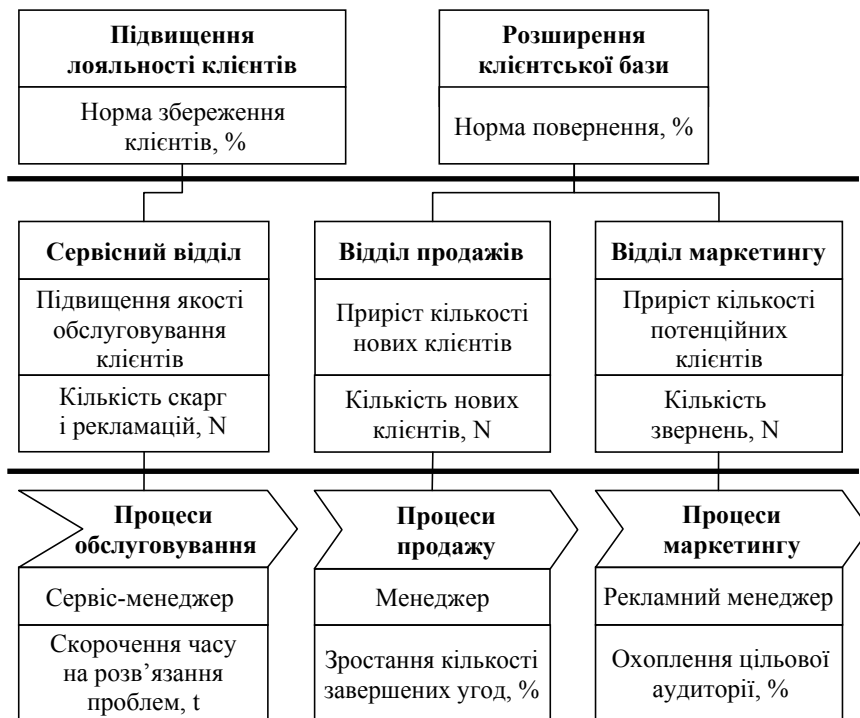 Підвищення
лояльності клієнтів
Норма збереження
клієнтів, %
Розширення
клієнтської бази
Норма повернення, %
Сервісний відділ
Підвищення якості
обслуговування
клієнтів
Кількість скарг
і рекламацій, N
Відділ продажів
Приріст кількості
нових клієнтів
Кількість нових
клієнтів, N
Відділ маркетингу
Приріст кількості
потенційних
клієнтів
Кількість
звернень, N
Процеси
обслуговування
Сервіс-менеджер
Скорочення часу
на розв’язання
проблем, t
Процеси
продажу
Менеджер
Зростання кількості
завершених угод, %
Процеси
маркетингу
Рекламний менеджер
Охоплення цільової
аудиторії, %